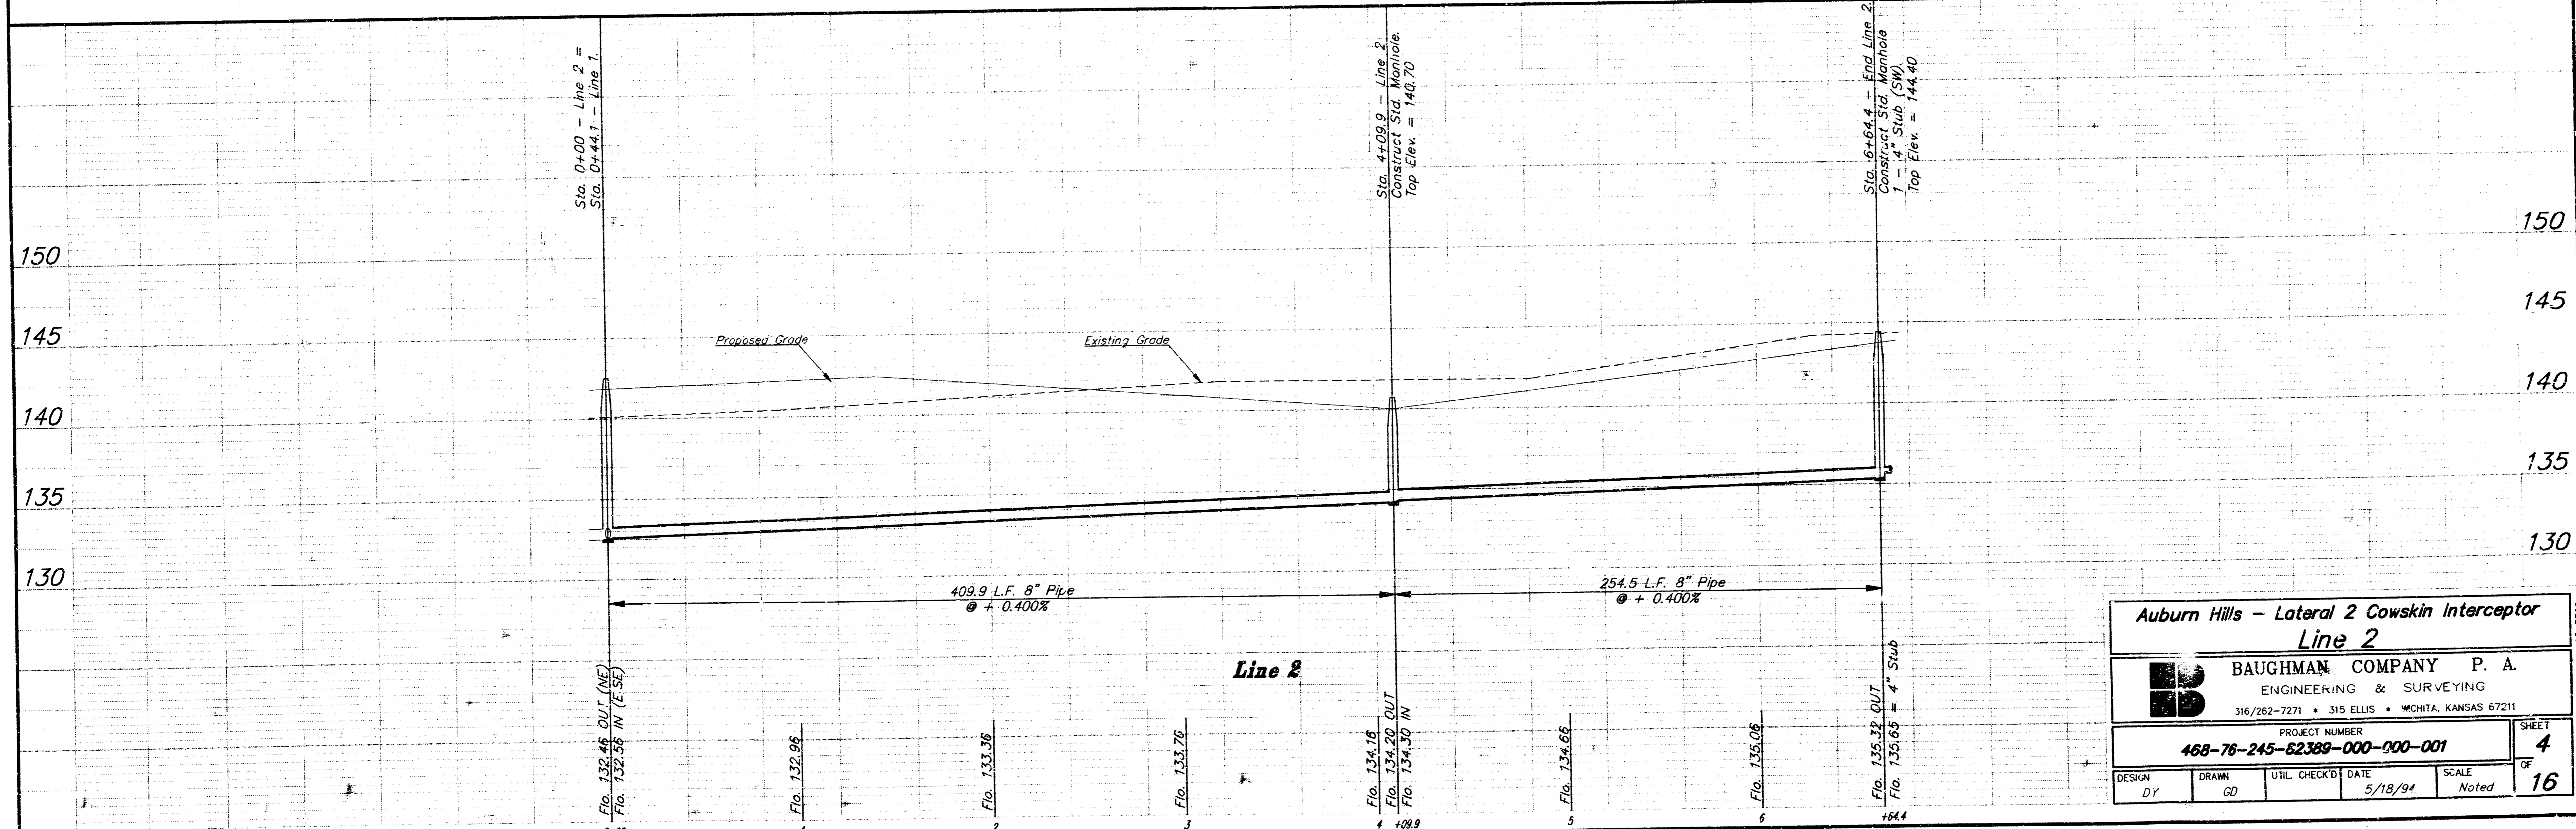 Sta. 0+00 - Line 2 =
Sta. 0+44.1 - Line 1.
Sta. 4+09.9 - Line 2
Construct Std. Manhole.
Top Elev. = 140.70
Sta. 6+64.4 - End Line 2.
Construct Std. Manhole
1 - 4" Stub (SW).
Top Elev. = 144.40
150
150
145
145
Proposed Grade
Existing Grade
140
140
135
135
130
130
409.9 L.F. 8" Pipe
@ + 0.400%
254.5 L.F. 8" Pipe
@ + 0.400%
Line 2
Flo. 132.46 OUT (NE)
Flo. 132.56 IN (E,SE)
Flo. 132.96
Flo. 133.36
Flo. 133.76
Flo. 134.16
Flo. 134.20 OUT
Flo. 134.30 IN
Flo. 134.66
Flo. 135.06
Flo. 135.32 OUT
Flo. 135.65 = 4" Stub
2
3
4 +09.9
5
6
+64.4
Auburn Hills - Lateral 2 Cowskin Interceptor
Line 2
BAUGHMAN COMPANY P. A.
ENGINEERING & SURVEYING
316/262-7271 • 315 ELLIS • WICHITA, KANSAS 67211
PROJECT NUMBER
468-76-245-82389-000-000-001
SHEET
4
OF
16
DESIGN
DY
DRAWN
GD
UTIL. CHECK'D
DATE
5/18/94
SCALE
Noted